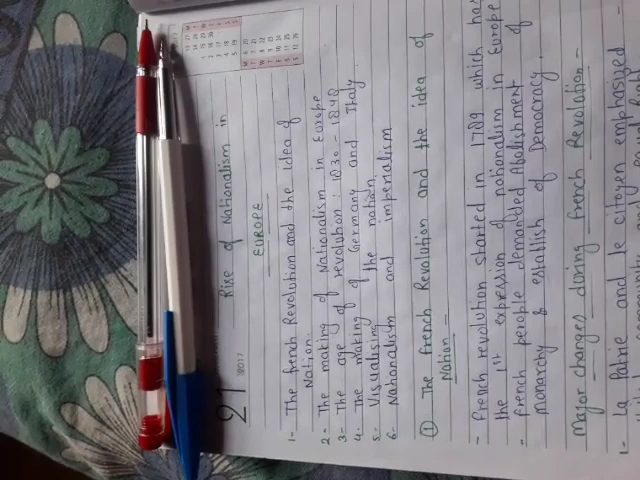 21
Rise of Nationalism in
EUROPE
1- The french Revolution and the idea of
Nation.
2- The making of Nationalism in Europe
3- The age of revolution: 1830-1848
4. The making of Germany and Italy.
5- Visualising the nation
6- Nationalism and imperialism
① The french Revolution and the idea of
Nation -
- french revolution started in 1789 which has
the 1st expression of nationalism in Europe
- french perople demanded Abolishment of
monarchy & establish of Democracy.
Major changes during french Revolution -
1- La Patrie and le citoyen emphasiyed -